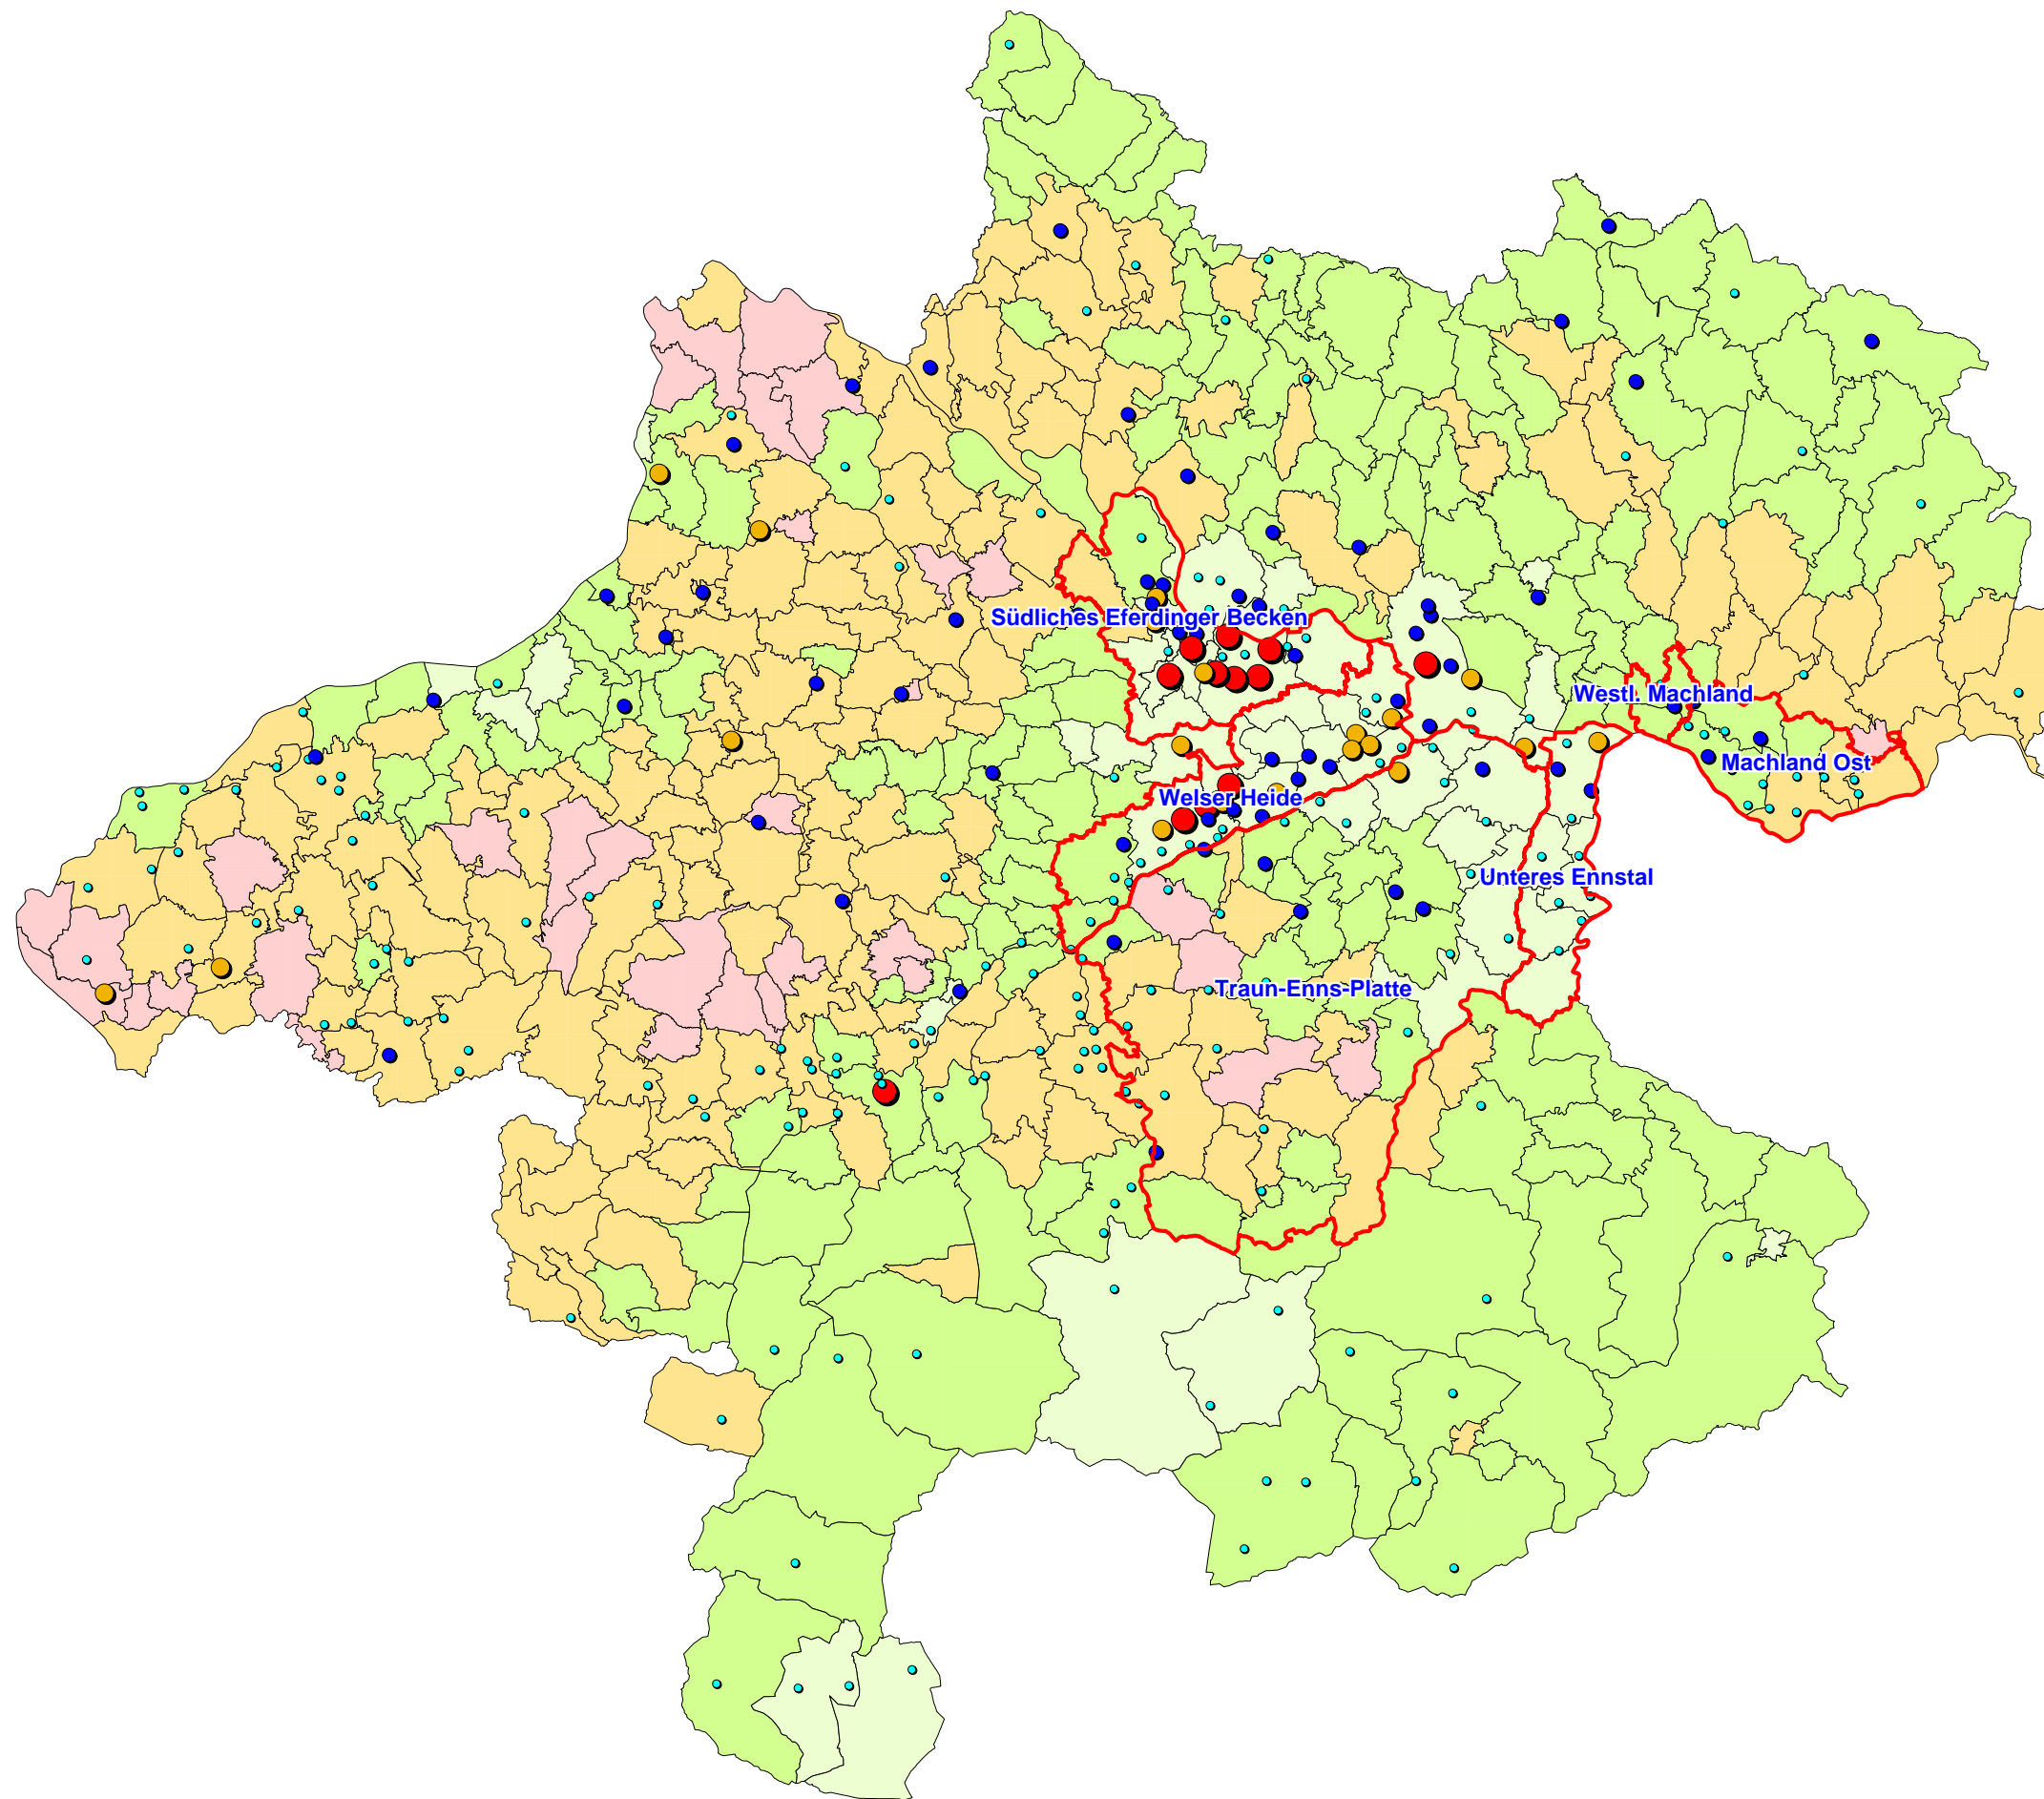 Südliches Eferdinger Becken
Westl. Machland
Machland Ost
Welser Heide
Unteres Ennstal
Traun-Enns-Platte